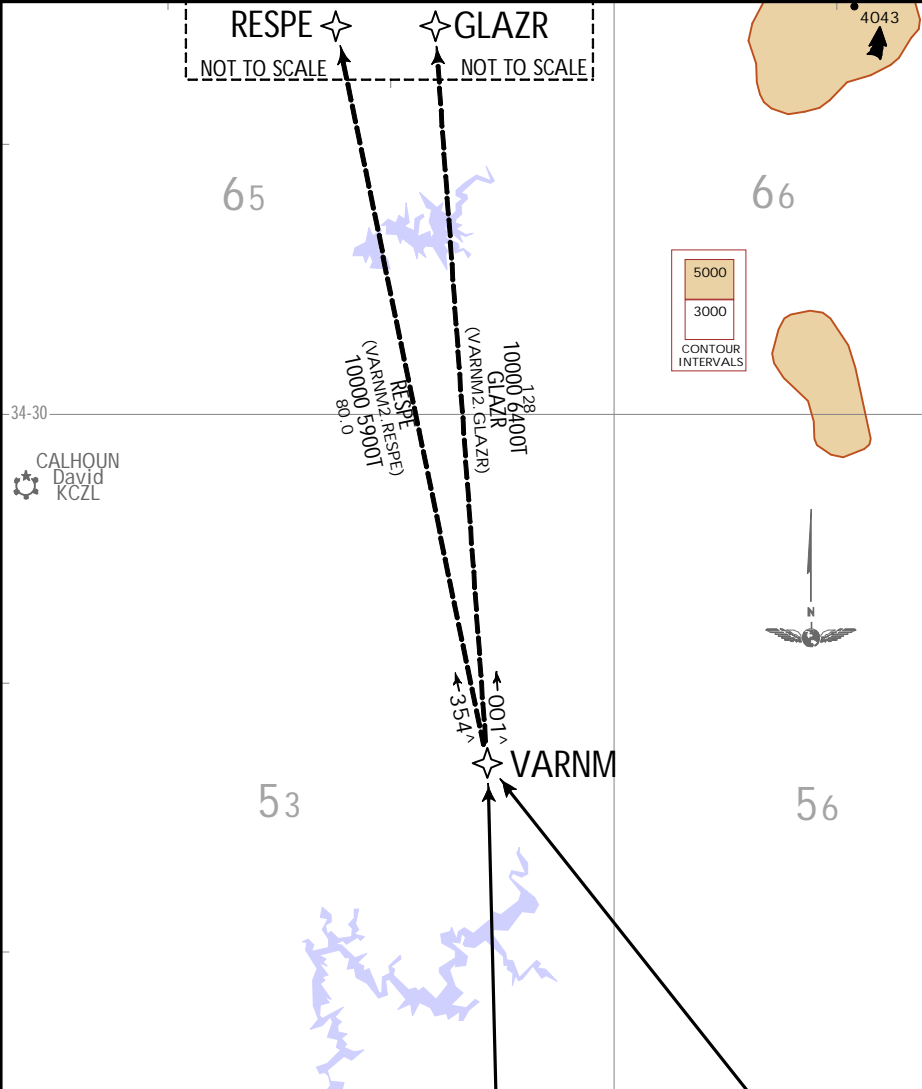 RESPE
GLAZR
4043
NOT TO SCALE
NOT TO SCALE
65
66
5000
3000
CONTOUR
INTERVALS
RESPE
(VARNM2.RESPE)
10000 5900T
80.0
128
10000 6400T
GLAZR
(VARNM2.GLAZR)
34-30
CALHOUN
David
KCZL
N
354^
001^
VARNM
53
56